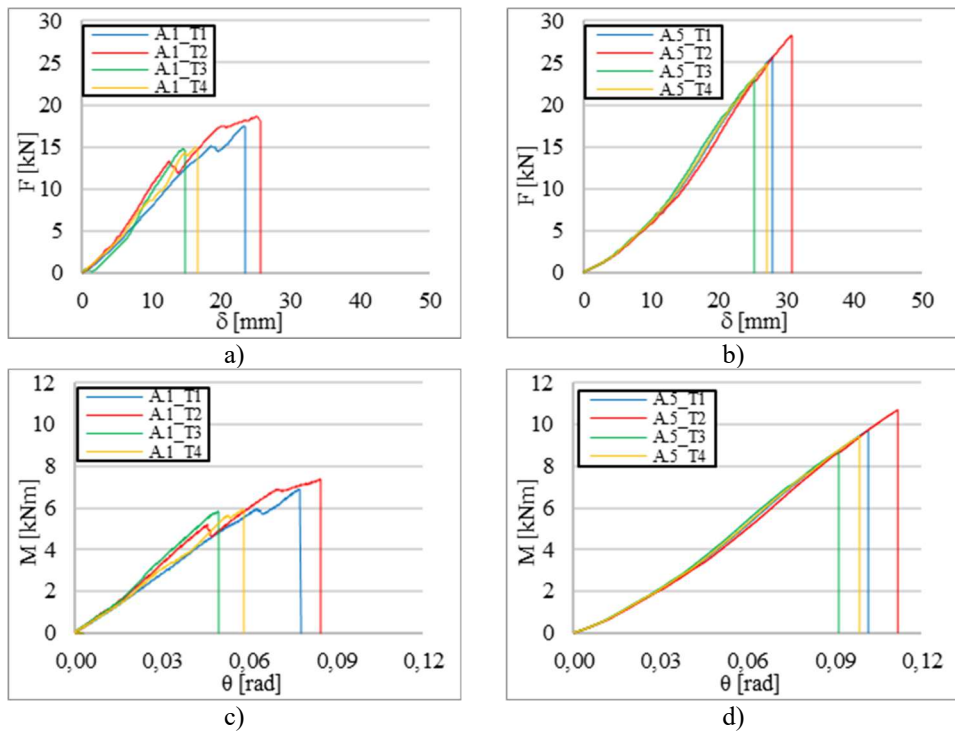 30
25
20
15
10
5
0
F [kN]
A.1_T1
A.1_T2
A.1_T3
A.1_T4
0 10 20 30 40 50
δ [mm]
a)
30
25
20
15
10
5
0
F [kN]
A.5_T1
A.5_T2
A.5_T3
A.5_T4
0 10 20 30 40 50
δ [mm]
b)
12
10
8
6
4
2
0
M [kNm]
A.1_T1
A.1_T2
A.1_T3
A.1_T4
0,00 0,03 0,06 0,09 0,12
θ [rad]
c)
12
10
8
6
4
2
0
M [kNm]
A.5_T1
A.5_T2
A.5_T3
A.5_T4
0,00 0,03 0,06 0,09 0,12
θ [rad]
d)